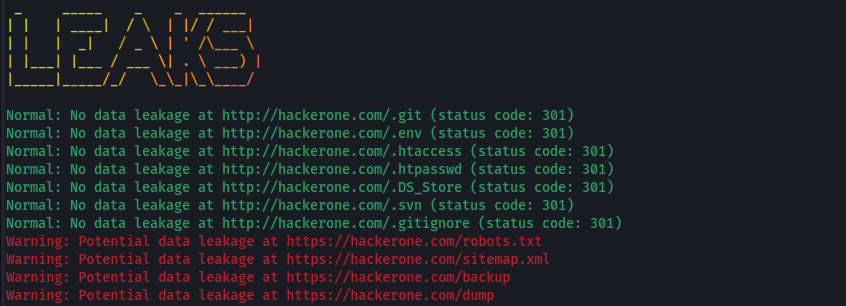 LEAKS
Normal: No data leakage at http://hackerone.com/.git (status code: 301)
Normal: No data leakage at http://hackerone.com/.env (status code: 301)
Normal: No data leakage at http://hackerone.com/.htaccess (status code: 301)
Normal: No data leakage at http://hackerone.com/.htpasswd (status code: 301)
Normal: No data leakage at http://hackerone.com/.DS_Store (status code: 301)
Normal: No data leakage at http://hackerone.com/.svn (status code: 301)
Normal: No data leakage at http://hackerone.com/.gitignore (status code: 301)
Warning: Potential data leakage at https://hackerone.com/robots.txt
Warning: Potential data leakage at https://hackerone.com/sitemap.xml
Warning: Potential data leakage at https://hackerone.com/backup
Warning: Potential data leakage at https://hackerone.com/dump